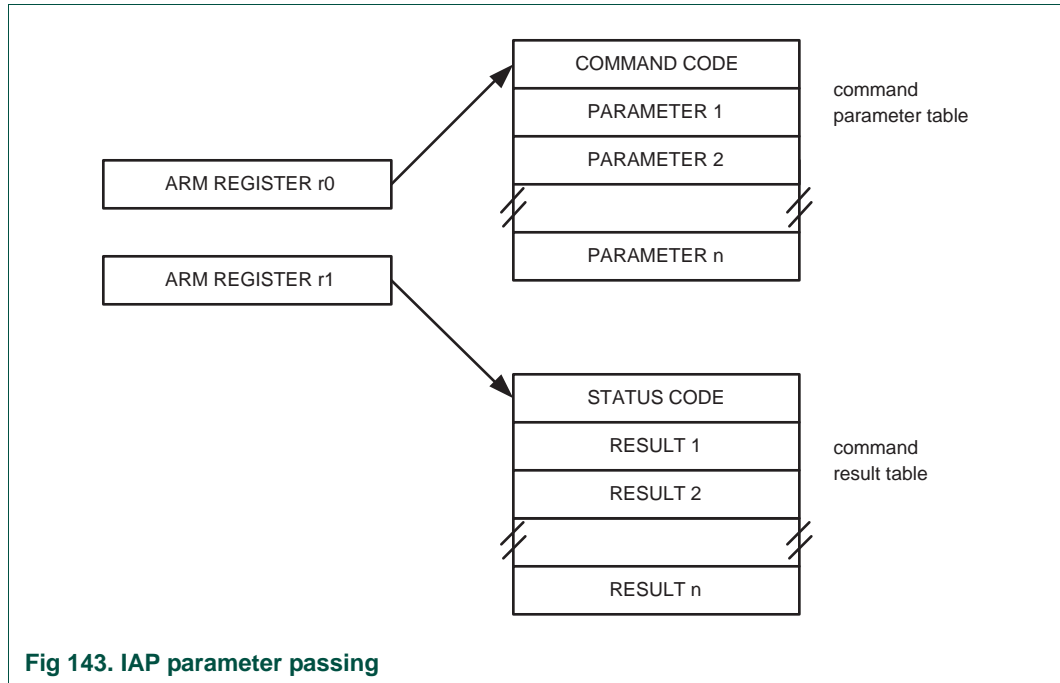 COMMAND CODE
PARAMETER 1
PARAMETER 2
PARAMETER n
command
parameter table
ARM REGISTER r0
ARM REGISTER r1
STATUS CODE
RESULT 1
RESULT 2
RESULT n
command
result table
Fig 143. IAP parameter passing